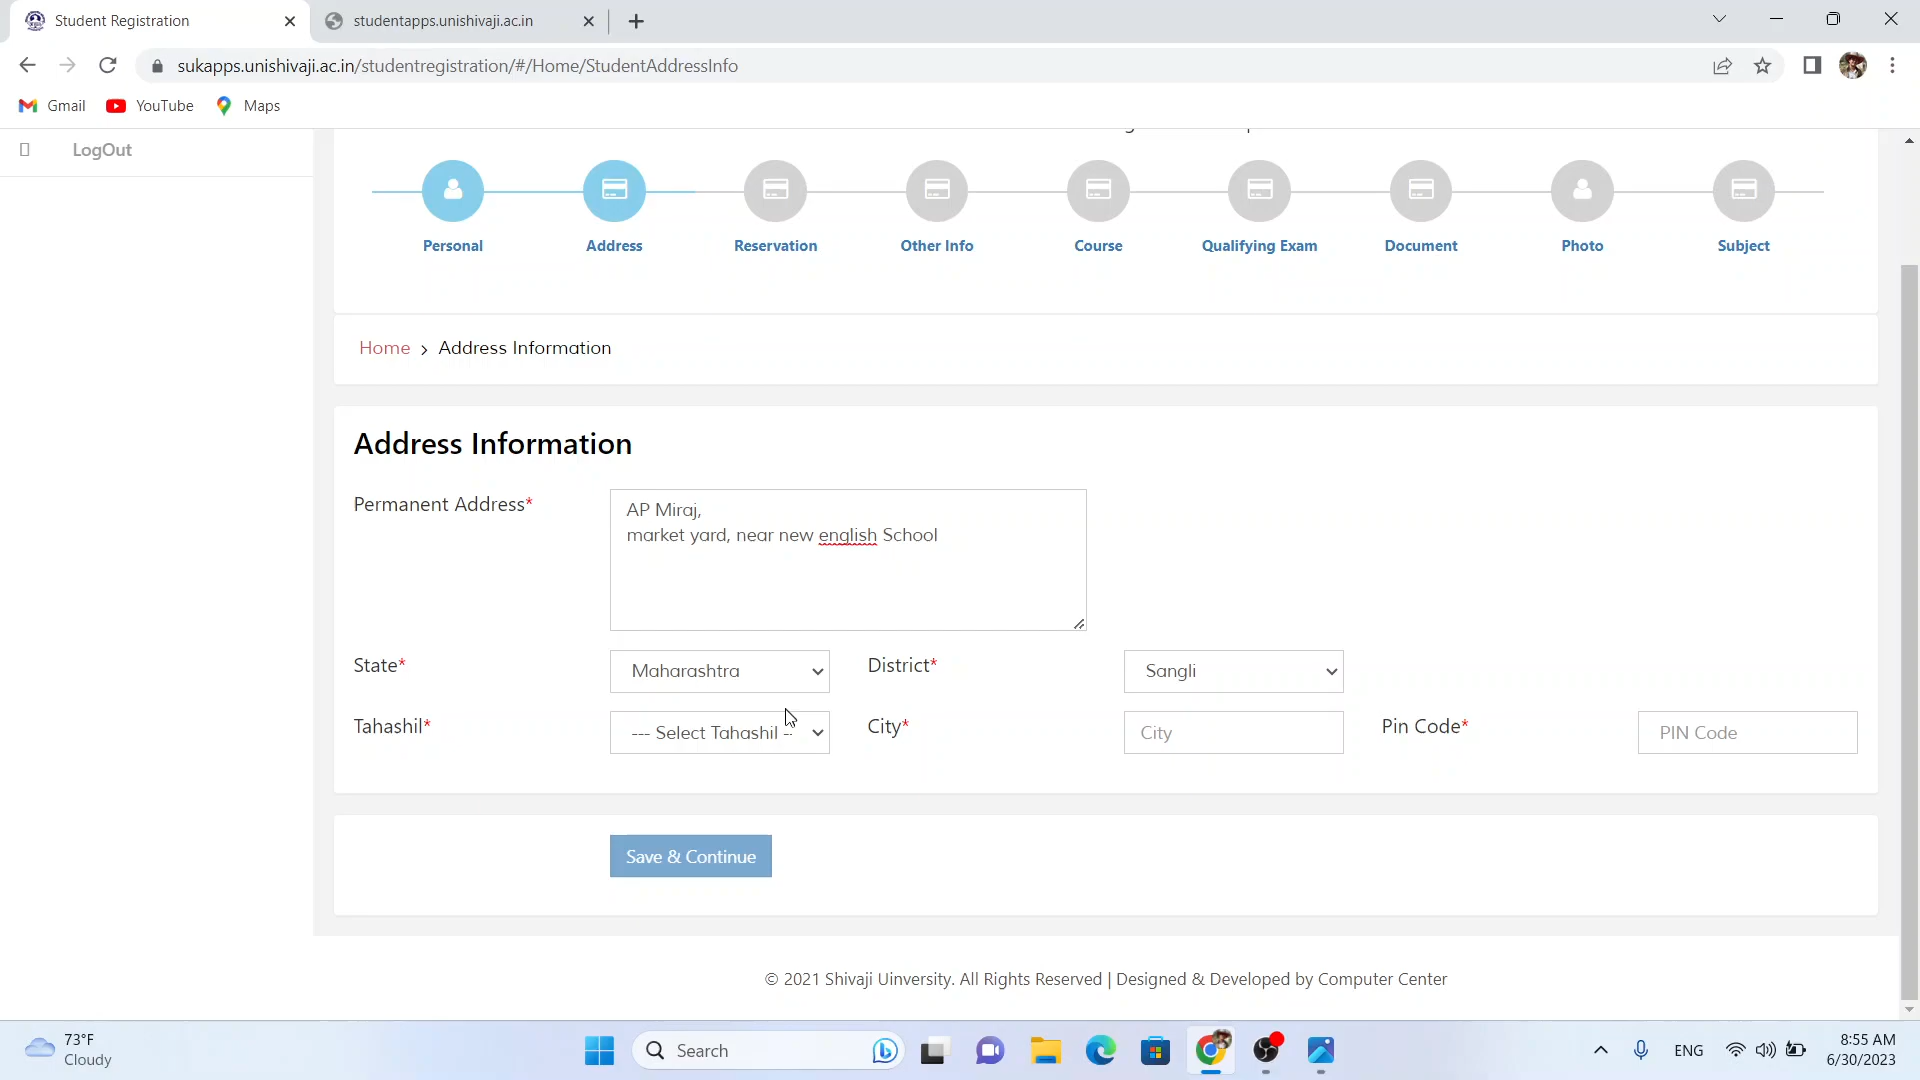 Student Registration
studentapps.unishivaji.ac.in
sukapps.unishivaji.ac.in/studentregistration/#/Home/StudentAddressInfo
Gmail
YouTube
Maps
LogOut
Personal
Address
Reservation
Other Info
Course
Qualifying Exam
Document
Photo
Subject
Home › Address Information
Address Information
Permanent Address*
AP Miraj,
market yard, near new english School
State*
Maharashtra
District*
Sangli
Tahashil*
--- Select Tahashil -
City*
City
Pin Code*
PIN Code
Save & Continue
© 2021 Shivaji Uinversity. All Rights Reserved | Designed & Developed by Computer Center
73°F
Cloudy
Search
ENG
8:55 AM
6/30/2023